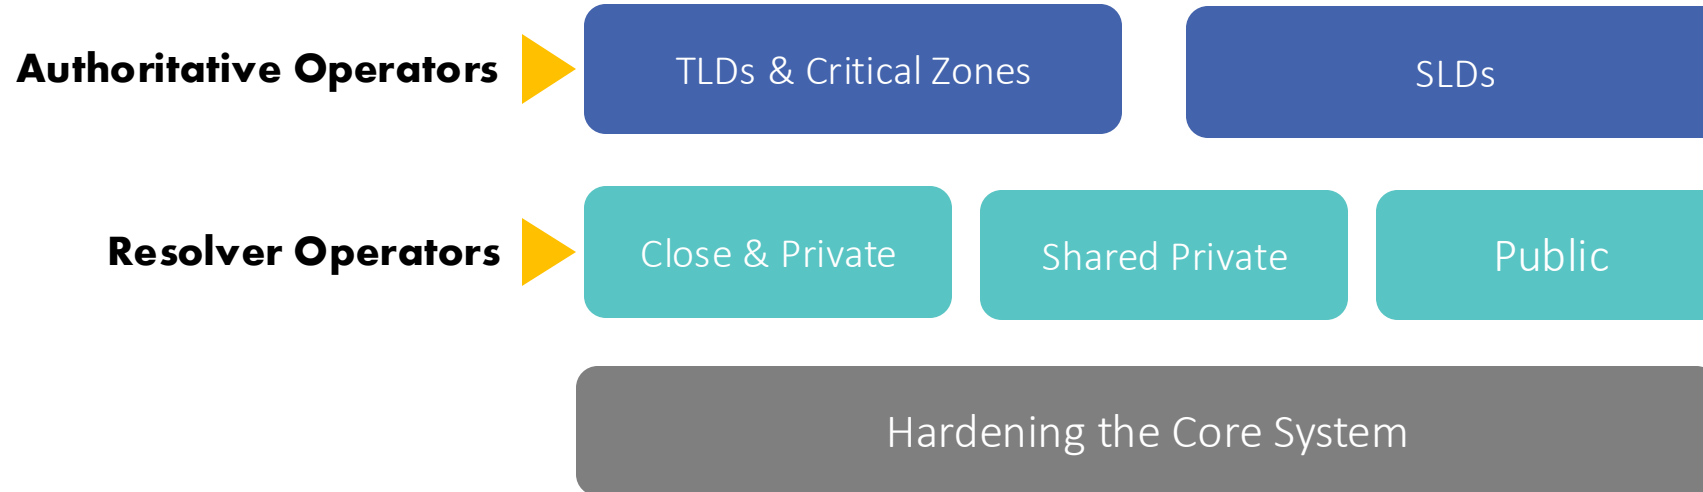 Authoritative Operators
TLDs & Critical Zones
SLDs
Resolver Operators
Close & Private
Shared Private
Public
Hardening the Core System